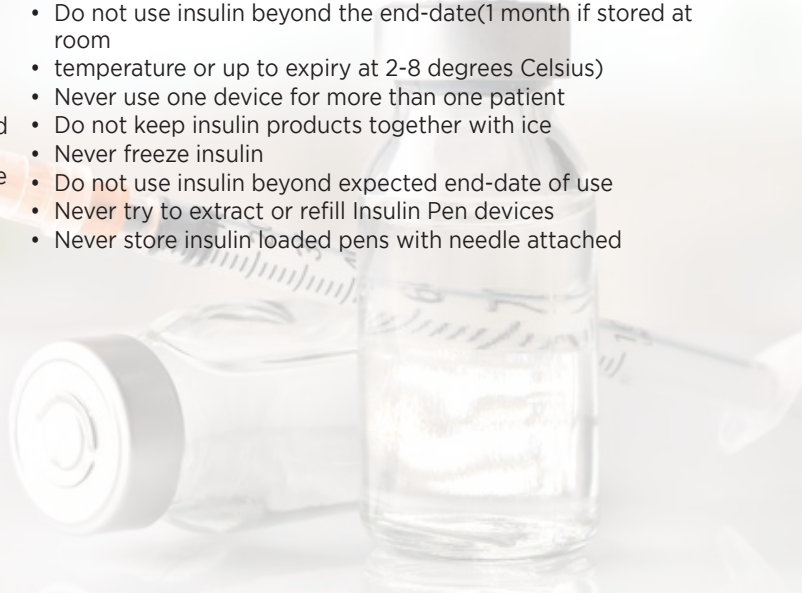 • Do not use insulin beyond the end-date(1 month if stored at
room
• temperature or up to expiry at 2-8 degrees Celsius)
• Never use one device for more than one patient
d • Do not keep insulin products together with ice
• Never freeze insulin
e • Do not use insulin beyond expected end-date of use
• Never try to extract or refill Insulin Pen devices
• Never store insulin loaded pens with needle attached